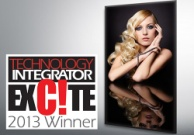 TECHNOLOGY
INTEGRATOR
EXC!TE
2013 Winner